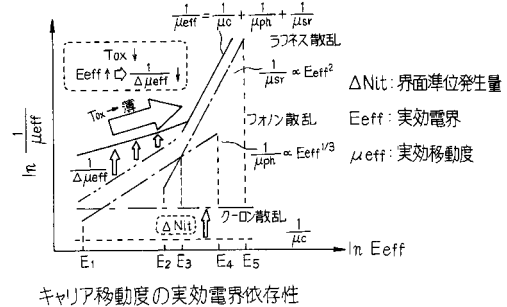 1/μeff = 1/μc + 1/μph + 1/μsr
ラフネス散乱
Tox↓
Eeff↑⇨1/Δμeff↓
1/μsr ∝ Eeff²
ΔNit:界面準位発生量
Tox→薄
フォノン散乱
Eeff:実効電界
ln 1/μeff
1/μph ∝ Eeff^1/3
μeff:実効移動度
1/Δμeff
クーロン散乱
ΔNit
1/μc
E1 E2 E3 E4 E5
ln Eeff
キャリア移動度の実効電界依存性